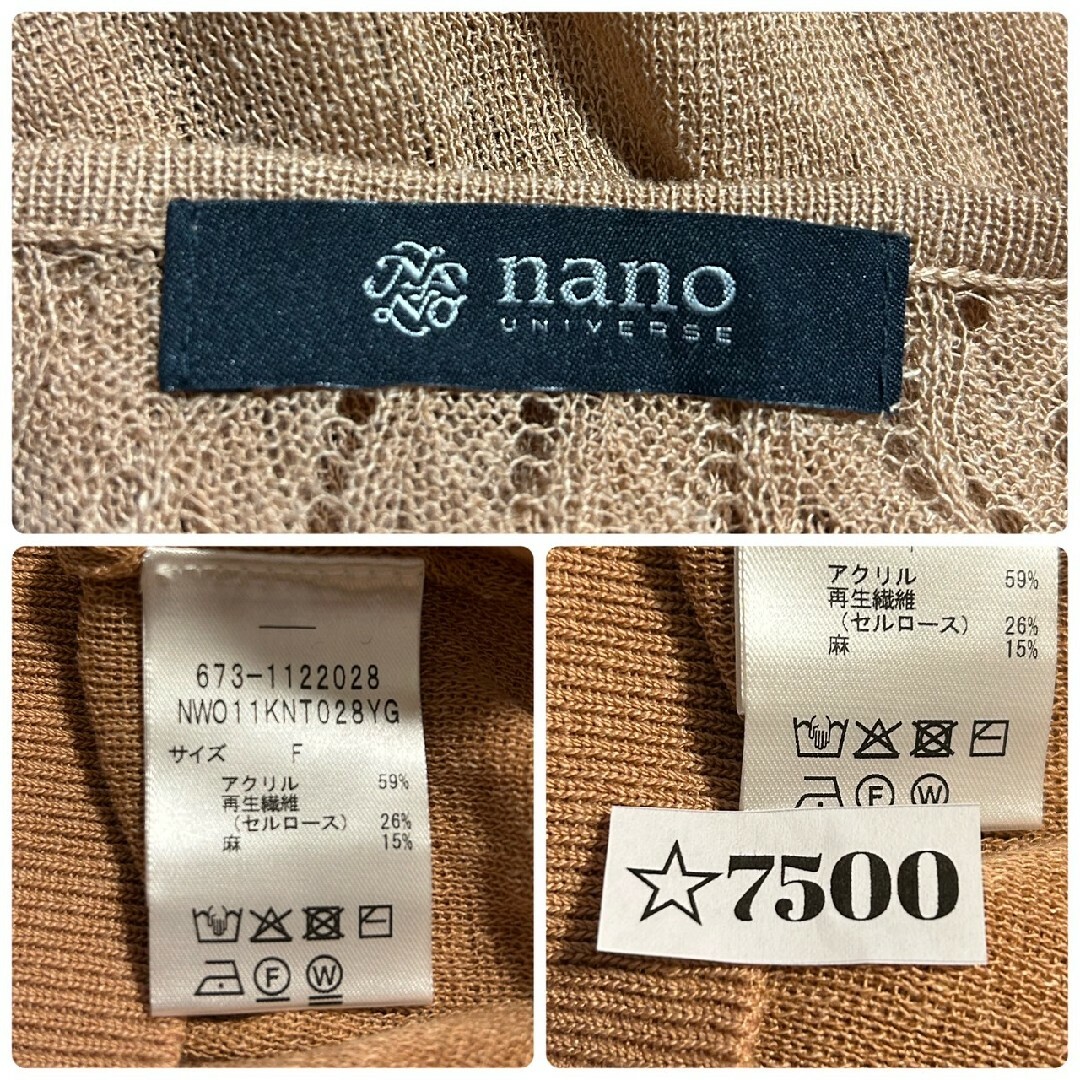 NANO
nano
UNIVERSE
673-1122028
NW011KNT028YG
サイズ F
アクリル 59%
再生繊維
(セルロース) 26%
麻 15%
F W
アクリル 59%
再生繊維
(セルロース) 26%
麻 15%
F W
☆7500